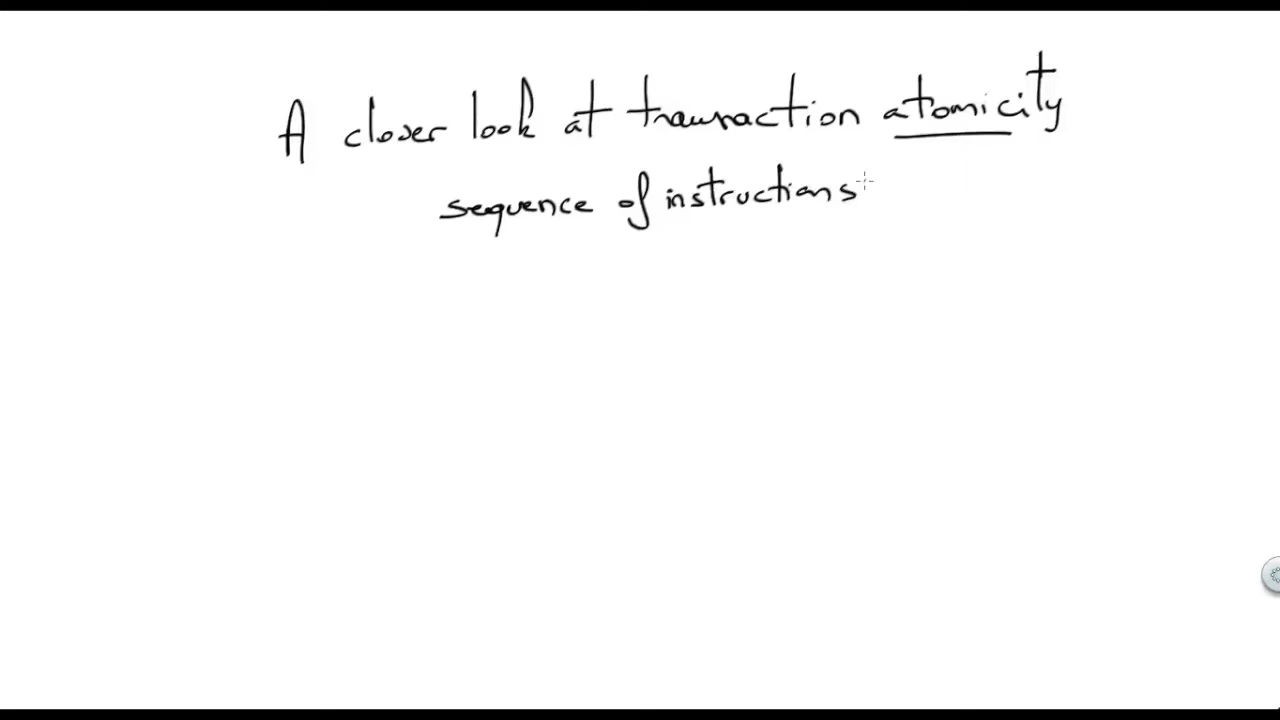 A closer look at transaction atomicity
sequence of instructions